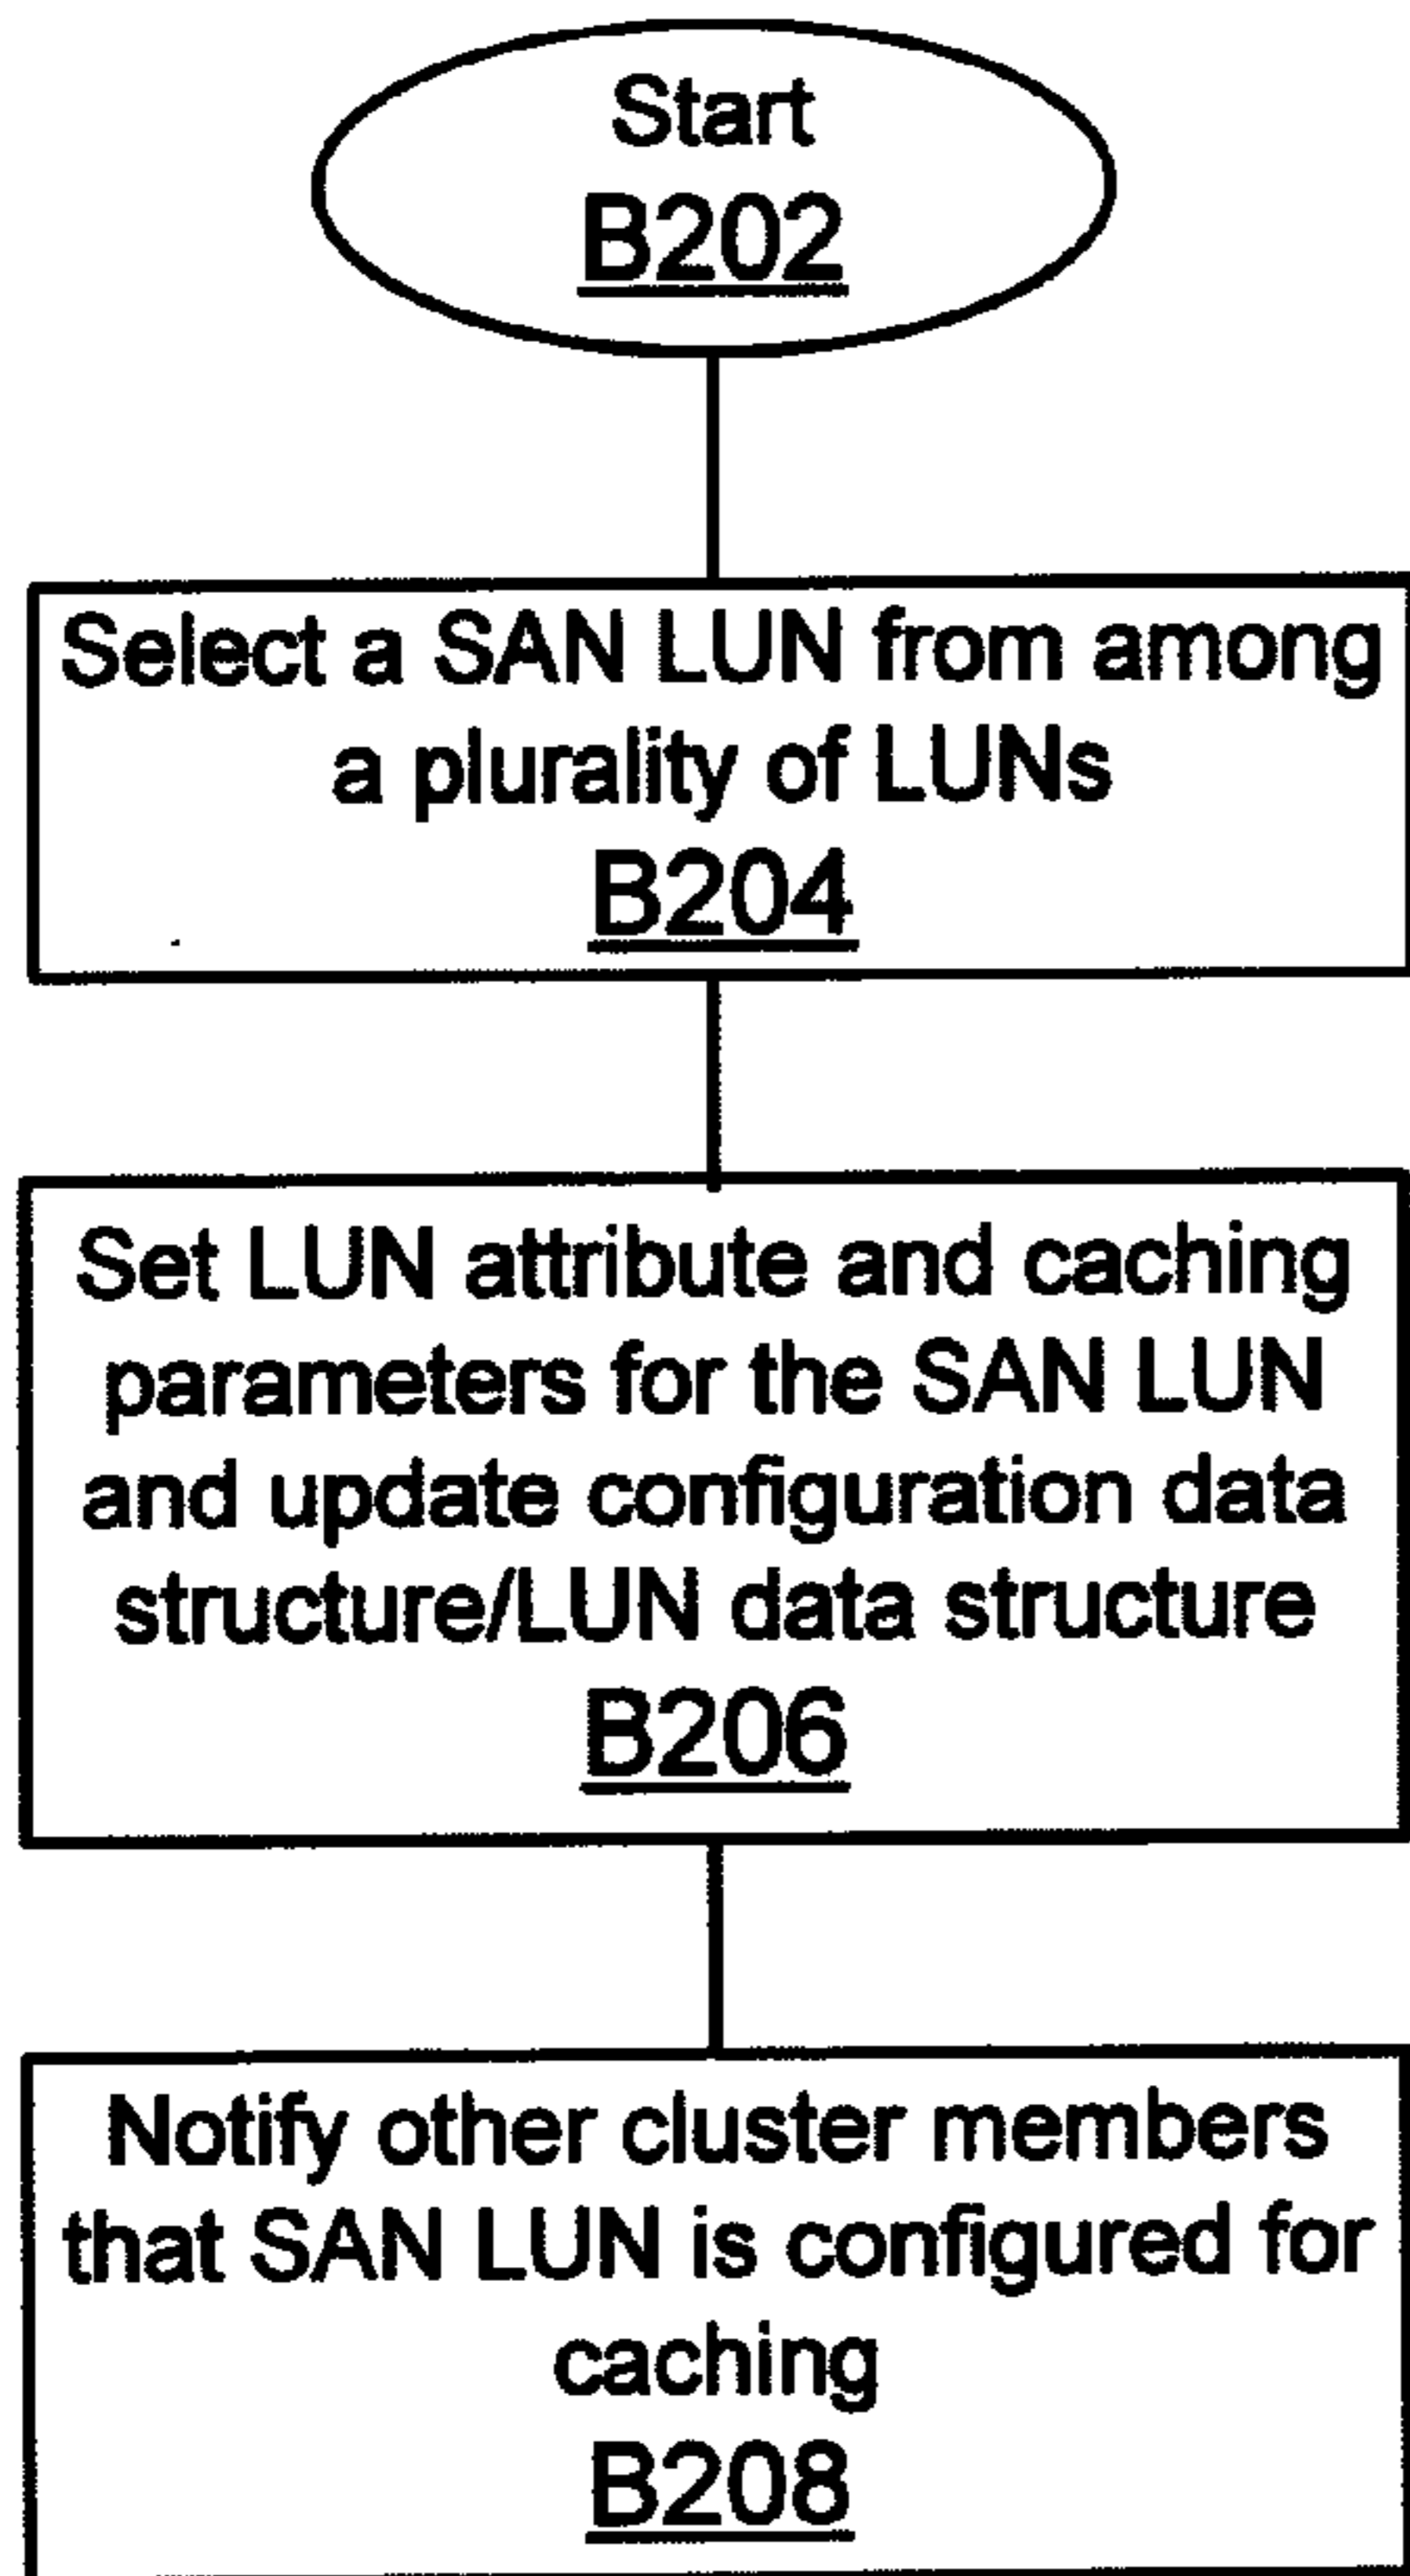 Start
B202
Select a SAN LUN from among
a plurality of LUNs
B204
Set LUN attribute and caching
parameters for the SAN LUN
and update configuration data
structure/LUN data structure
B206
Notify other cluster members
that SAN LUN is configured for
caching
B208